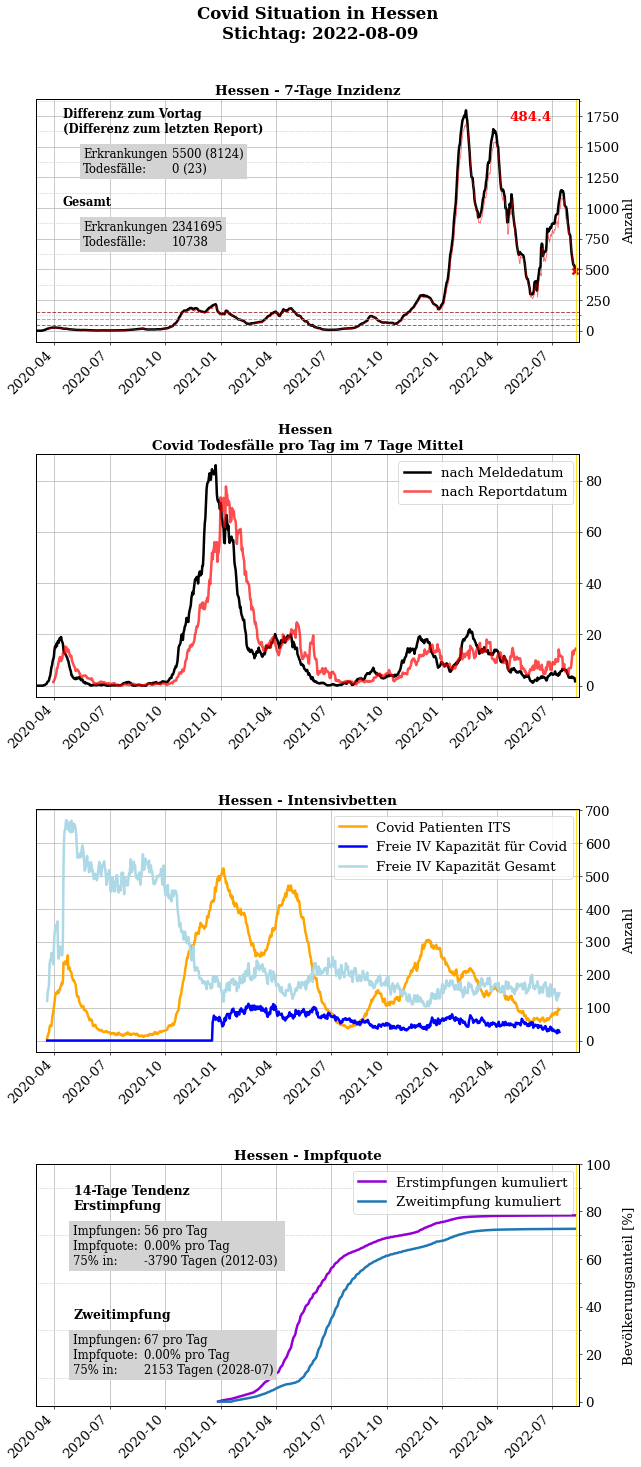 Covid Situation in Hessen
Stichtag: 2022-08-09
Hessen - 7-Tage Inzidenz
Differenz zum Vortag
(Differenz zum letzten Report)
Erkrankungen 5500 (8124)
Todesfälle: 0 (23)
Gesamt
Erkrankungen 2341695
Todesfälle: 10738
484.4
1750
1500
1250
1000
750
500
250
0
Anzahl
2020-04 2020-07 2020-10 2021-01 2021-04 2021-07 2021-10 2022-01 2022-04 2022-07
Hessen
Covid Todesfälle pro Tag im 7 Tage Mittel
nach Meldedatum
nach Reportdatum
80
60
40
20
0
2020-04 2020-07 2020-10 2021-01 2021-04 2021-07 2021-10 2022-01 2022-04 2022-07
Hessen - Intensivbetten
Covid Patienten ITS
Freie IV Kapazität für Covid
Freie IV Kapazität Gesamt
700
600
500
400
300
200
100
0
Anzahl
2020-04 2020-07 2020-10 2021-01 2021-04 2021-07 2021-10 2022-01 2022-04 2022-07
Hessen - Impfquote
14-Tage Tendenz
Erstimpfung
Impfungen: 56 pro Tag
Impfquote: 0.00% pro Tag
75% in: -3790 Tagen (2012-03)
Zweitimpfung
Impfungen: 67 pro Tag
Impfquote: 0.00% pro Tag
75% in: 2153 Tagen (2028-07)
Erstimpfungen kumuliert
Zweitimpfung kumuliert
100
80
60
40
20
0
Bevölkerungsanteil [%]
2020-04 2020-07 2020-10 2021-01 2021-04 2021-07 2021-10 2022-01 2022-04 2022-07